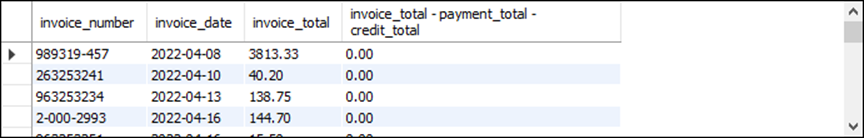 invoice_number invoice_date invoice_total invoice_total - payment_total - credit_total
989319-457 2022-04-08 3813.33 0.00
263253241 2022-04-10 40.20 0.00
963253234 2022-04-13 138.75 0.00
2-000-2993 2022-04-16 144.70 0.00